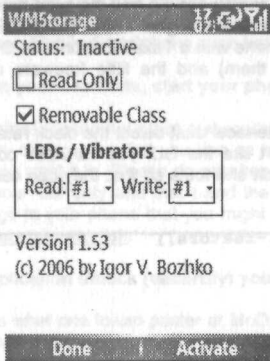 WM5torage
Status: Inactive
Read-Only
Removable Class
LEDs / Vibrators
Read: #1 Write: #1
Version 1.53
(c) 2006 by Igor V. Bozhko
Done Activate